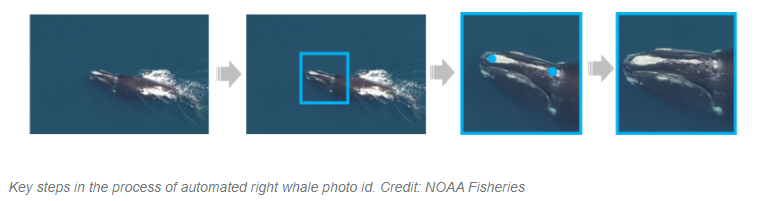 Key steps in the process of automated right whale photo id. Credit: NOAA Fisheries